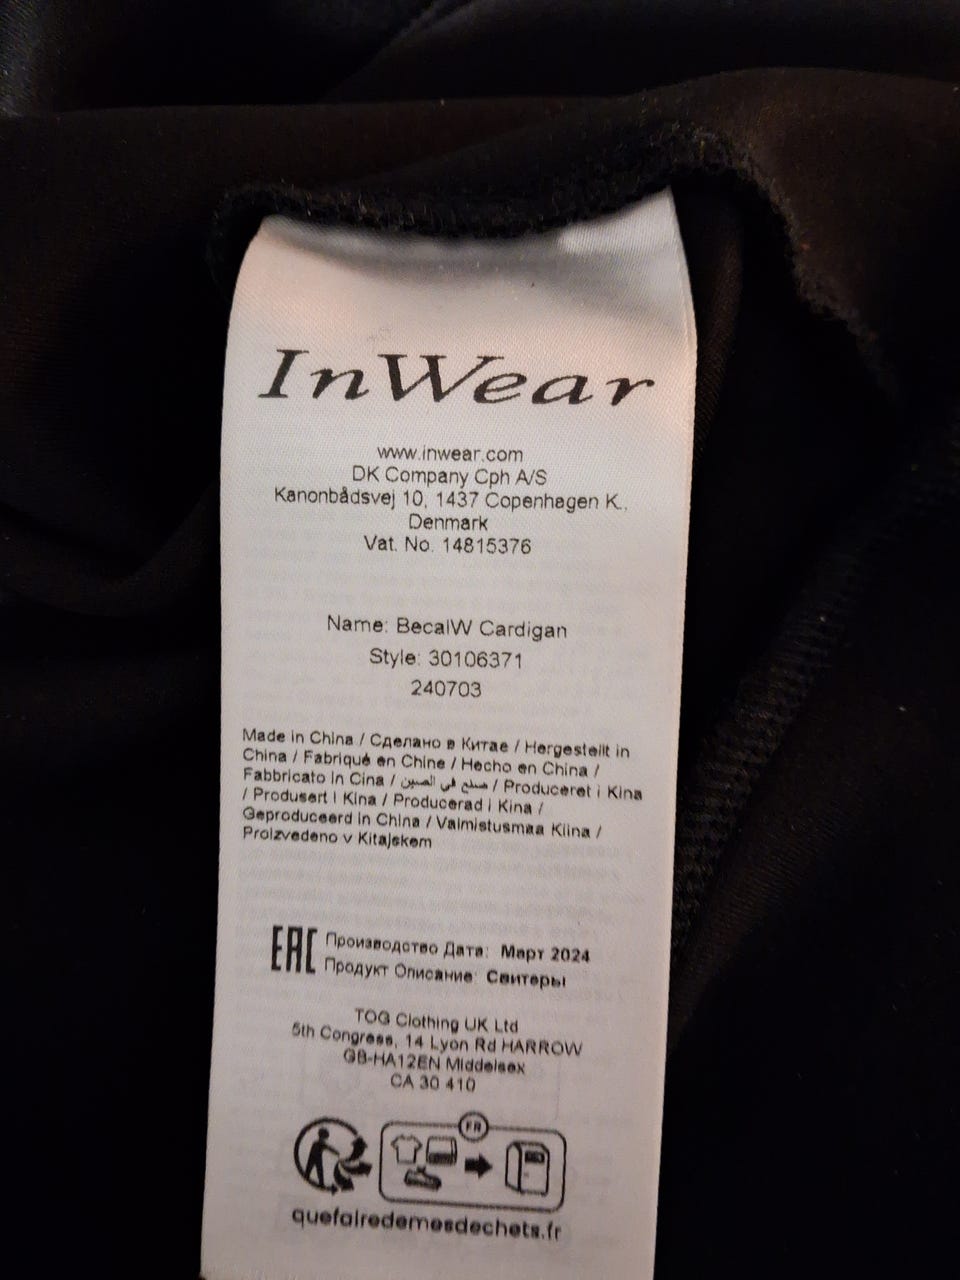 InWear
www.inwear.com
DK Company Cph A/S
Kanonbådsvej 10, 1437 Copenhagen K.,
Denmark
Vat. No. 14815376
Name: BecaIW Cardigan
Style: 30106371
240703
Made in China / Сделано в Китае / Hergestellt in
China / Fabriqué en Chine / Hecho en China /
Fabbricato in Cina / صنع في الصين / Produceret i Kina
/ Produsert i Kina / Producerad i Kina /
Geproduceerd in China / Valmistusmaa Kiina /
Proizvedeno v Kitajskem
EAC Производство Дата: Март 2024
Продукт Описание: Свитеры
TOG Clothing UK Ltd
5th Congress, 14 Lyon Rd HARROW
GB-HA12EN Middelsex
CA 30 410
FR
quefairedemesdechets.fr